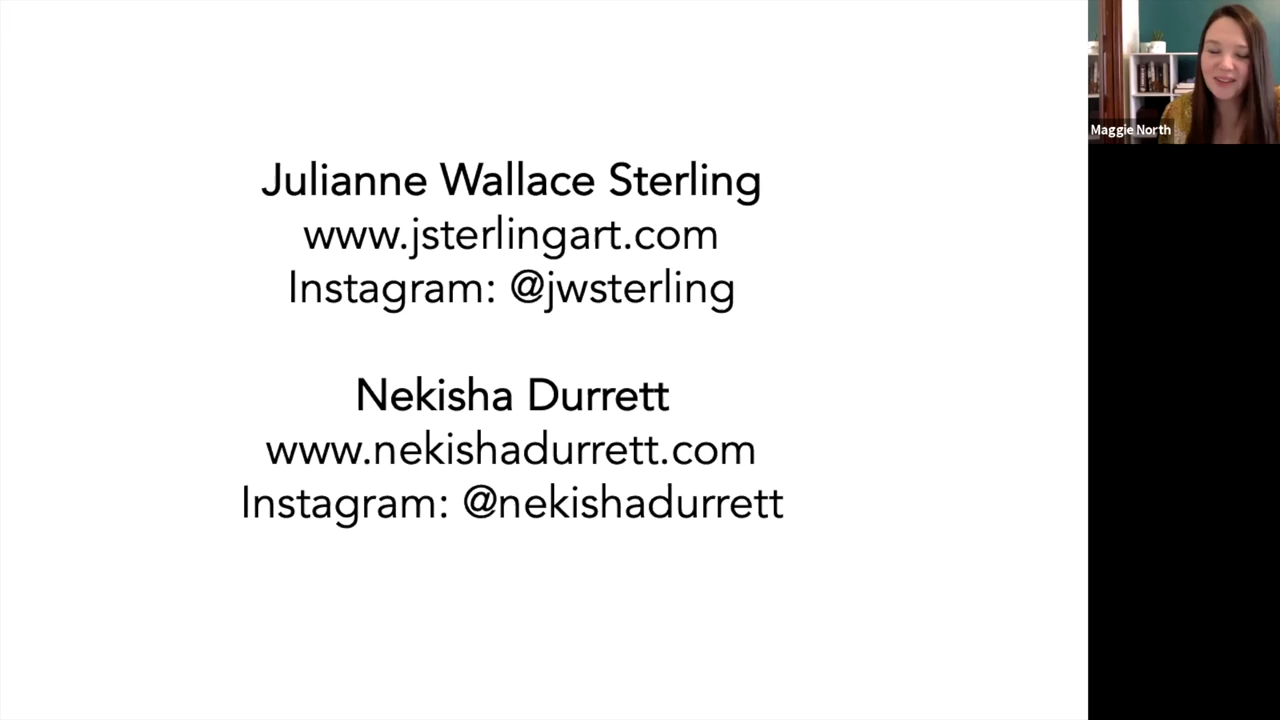 Julianne Wallace Sterling
www.jsterlingart.com
Instagram: @jwsterling
Nekisha Durrett
www.nekishadurrett.com
Instagram: @nekishadurrett
Maggie North